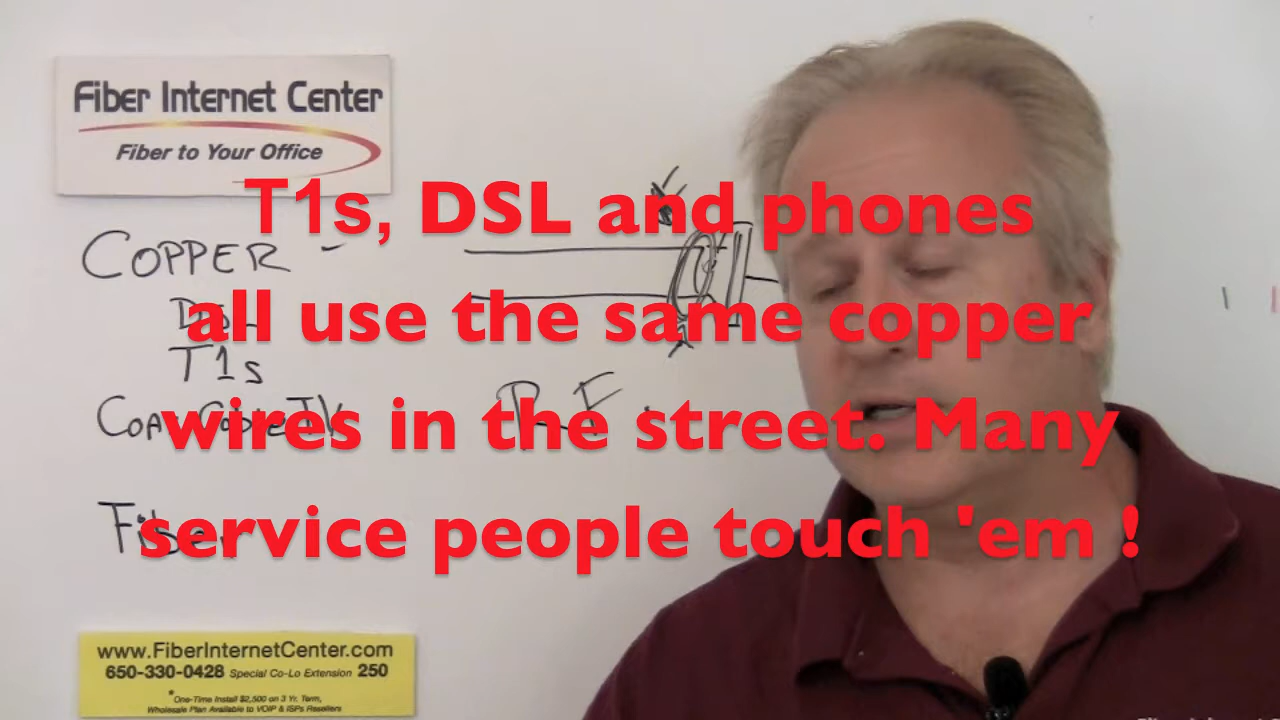 Fiber Internet Center
Fiber to Your Office
T1s, DSL and phones
all use the same copper
wires in the street. Many
service people touch 'em !
COPPER -
DSL
T1s
RF
www.FiberInternetCenter.com
650-330-0428 Special Co-Lo Extension 250
*One-Time Install $2,500 on 3 Yr. Term,
Wholesale Plan Available to VOIP & ISPs Resellers